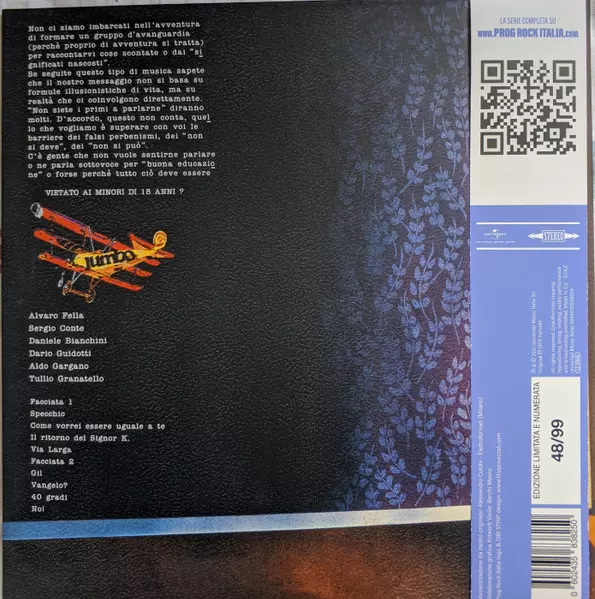 Non ci siamo imbarcati nell'avventura
di formare un gruppo d'avanguardia
(perchè proprio di avventura si tratta)
per raccontarvi cose scontate o dai "si
gnificati nascosti".
Se seguite questo tipo di musica sapete
che il nostro messaggio non si basa su
formule illusionistiche di vita, ma su
realtà che ci coinvolgono direttamente.
"Non siete i primi a parlarne" diranno
molti. D'accordo, questo non conta, quel
lo che vogliamo è superare con voi le
barriere dei falsi perbenismi, dei "non
si deve", dei "non si può".
C'è gente che non vuole sentirne parlare
o ne parla sottovoce per "buona educazio
ne" o forse perchè tutto ciò deve essere
VIETATO AI MINORI DI 18 ANNI ?
Jumbo
Alvaro Fella
Sergio Conte
Daniele Bianchini
Dario Guidotti
Aldo Gargano
Tullio Granatello
Facciata 1
Specchio
Come vorrei essere uguale a te
Il ritorno del Signor K.
Via Larga
Facciata 2
Gil
Vangelo?
40 gradi
No!
LA SERIE COMPLETA SU
www.PROGROCKITALIA.com
UNIVERSAL
STEREO
EDIZIONE LIMITATA E NUMERATA
48/99
0 602435 838250